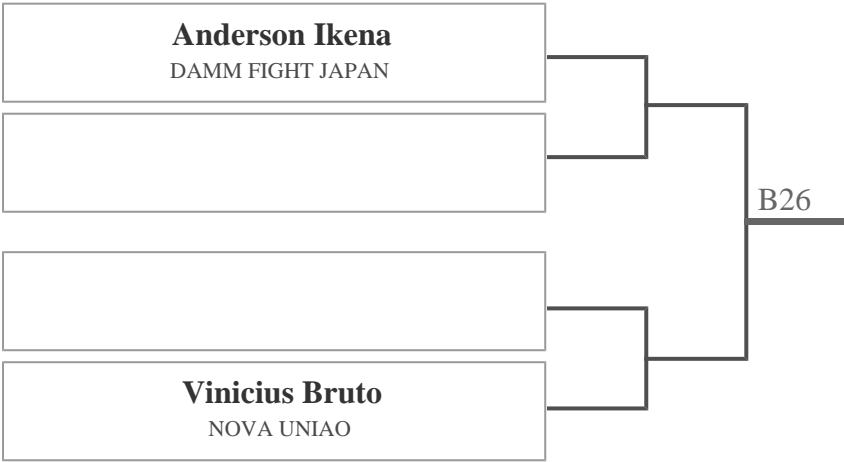 Anderson Ikena
DAMM FIGHT JAPAN
B26
Vinicius Bruto
NOVA UNIAO